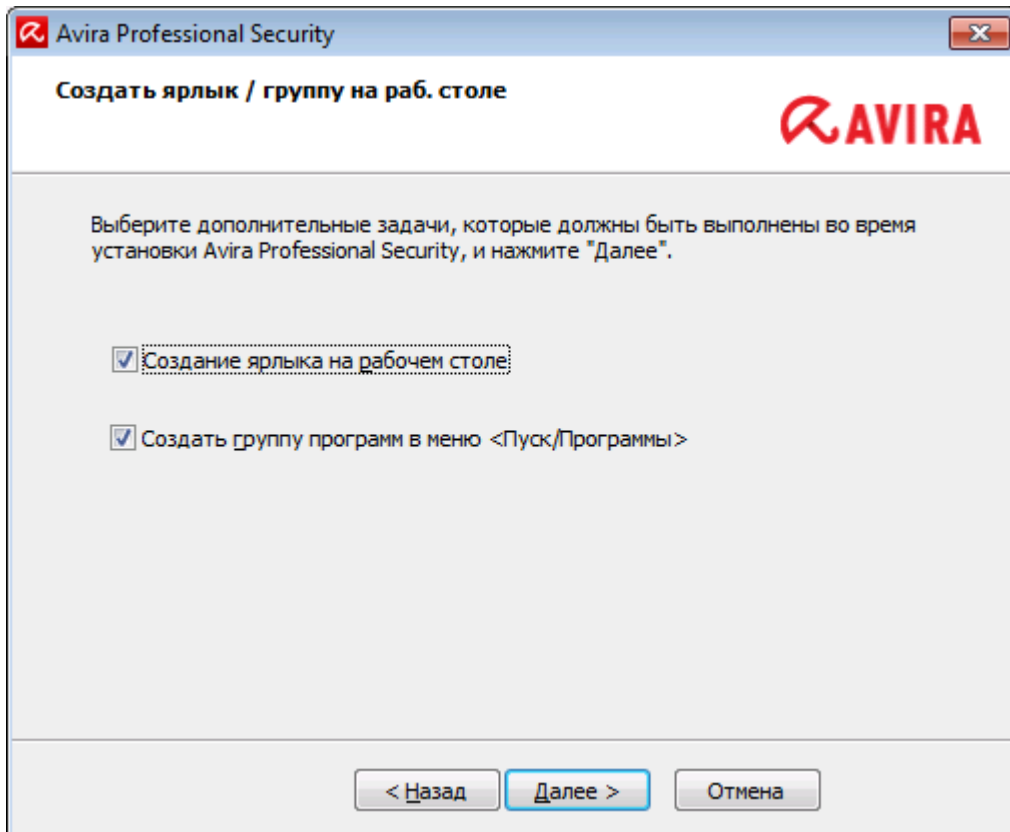 Avira Professional Security
Создать ярлык / группу на раб. столе
AVIRA
Выберите дополнительные задачи, которые должны быть выполнены во время
установки Avira Professional Security, и нажмите "Далее".
Создание ярлыка на рабочем столе
Создать группу программ в меню <Пуск/Программы>
< Назад Далее > Отмена